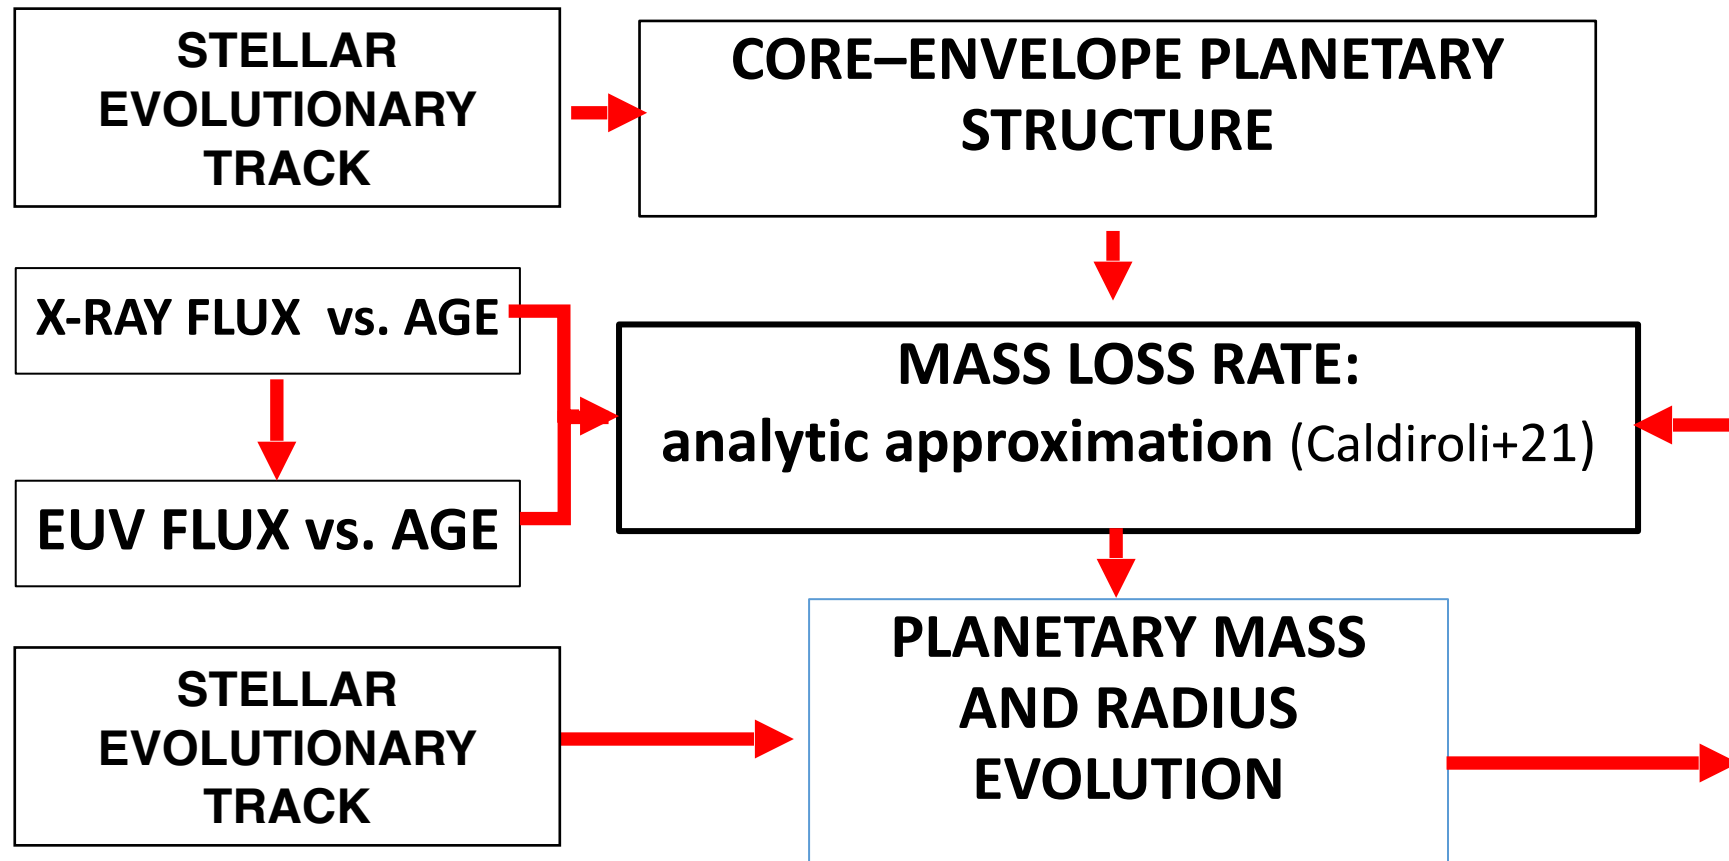 STELLAR
EVOLUTIONARY
TRACK
CORE–ENVELOPE PLANETARY
STRUCTURE
X-RAY FLUX vs. AGE
MASS LOSS RATE:
analytic approximation (Caldiroli+21)
EUV FLUX vs. AGE
STELLAR
EVOLUTIONARY
TRACK
PLANETARY MASS
AND RADIUS
EVOLUTION